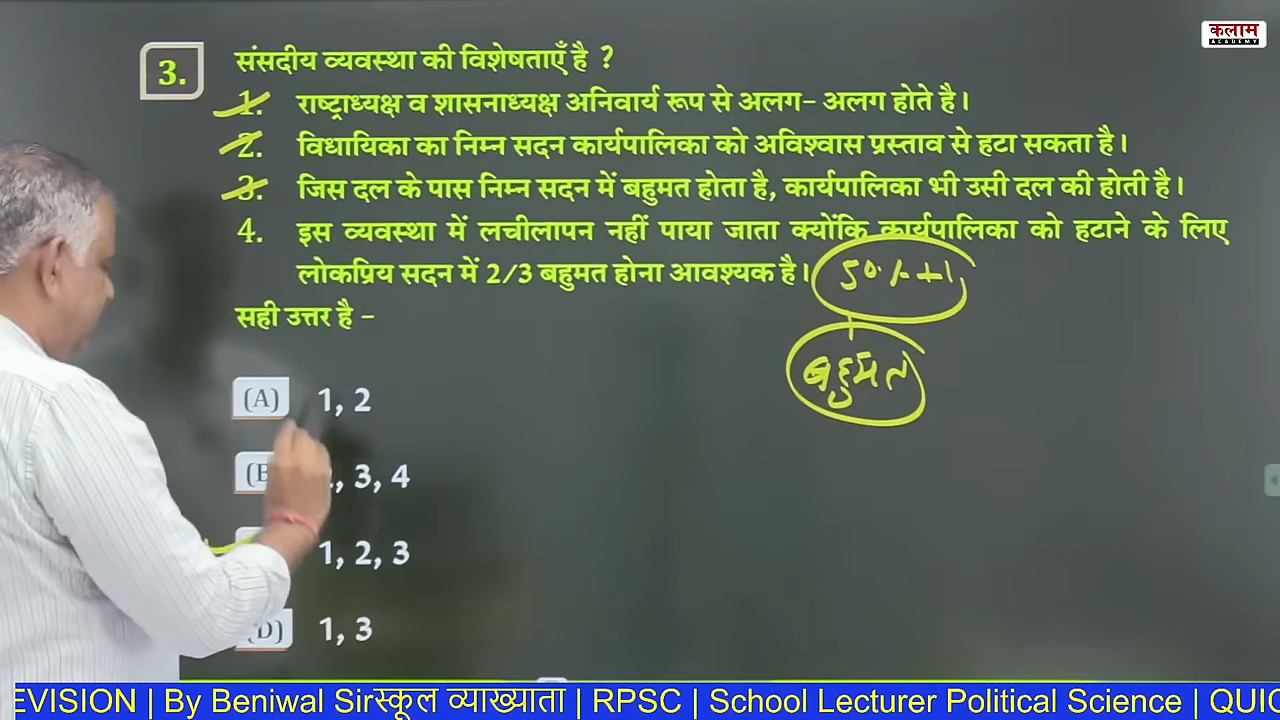 कलाम
ACADEMY
3.
संसदीय व्यवस्था की विशेषताएँ है ?
1. राष्ट्राध्यक्ष व शासनाध्यक्ष अनिवार्य रूप से अलग- अलग होते है।
2. विधायिका का निम्न सदन कार्यपालिका को अविश्वास प्रस्ताव से हटा सकता है।
3. जिस दल के पास निम्न सदन में बहुमत होता है, कार्यपालिका भी उसी दल की होती है।
4. इस व्यवस्था में लचीलापन नहीं पाया जाता क्योंकि कार्यपालिका को हटाने के लिए
लोकप्रिय सदन में 2/3 बहुमत होना आवश्यक है।
50%+1
बहुमत
सही उत्तर है -
(A) 1, 2
(B , 3, 4
1, 2, 3
(D) 1, 3
EVISION | By Beniwal Sirस्कूल व्याख्याता | RPSC | School Lecturer Political Science | QUIC